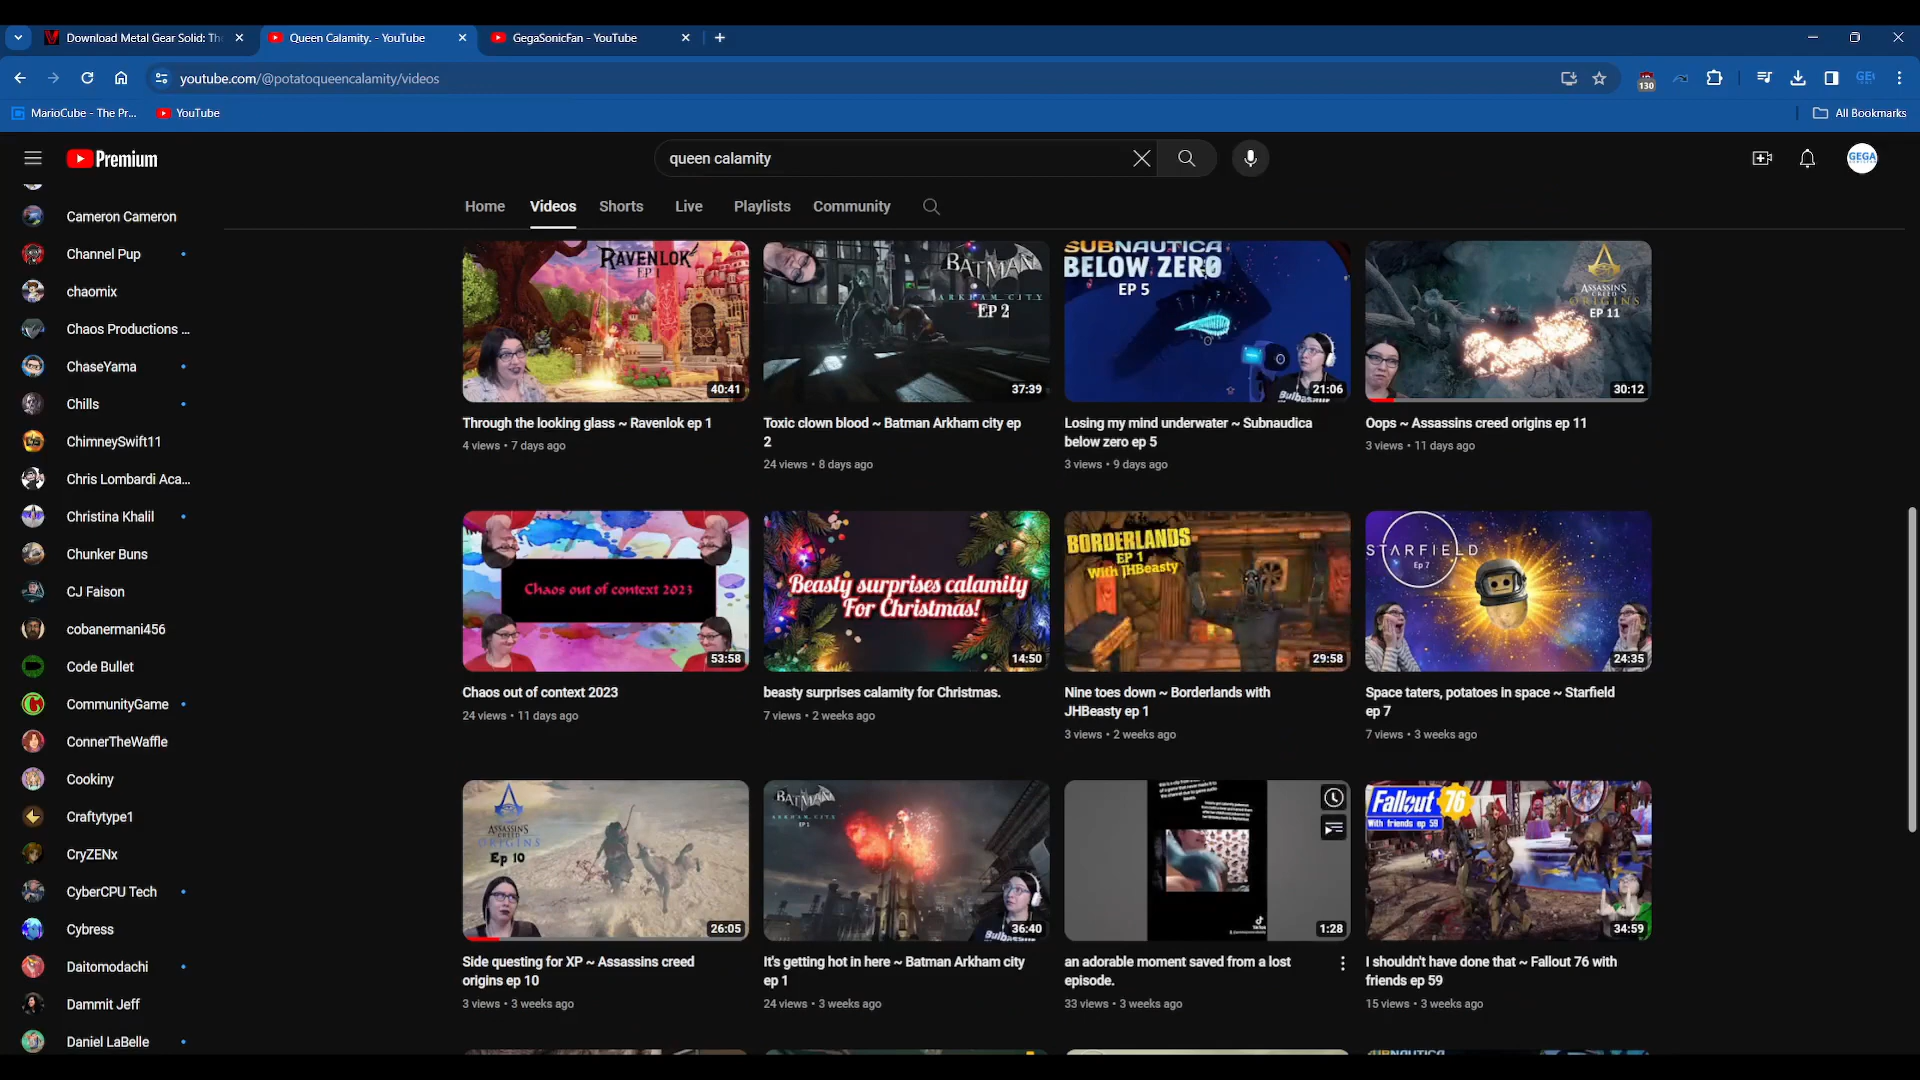 Download Metal Gear Solid: Th
Queen Calamity. - YouTube
GegaSonicFan - YouTube
youtube.com/@potatoqueencalamity/videos
130
MarioCube - The Pr...
YouTube
All Bookmarks
Premium
queen calamity
GEGA
Home
Videos
Shorts
Live
Playlists
Community
Cameron Cameron
Channel Pup
chaomix
Chaos Productions ...
ChaseYama
Chills
ChimneySwift11
Chris Lombardi Aca...
Christina Khalil
Chunker Buns
CJ Faison
cobanermani456
Code Bullet
CommunityGame
ConnerTheWaffle
Cookiny
Craftytype1
CryZENx
CyberCPU Tech
Cybress
Daitomodachi
Dammit Jeff
Daniel LaBelle
RAVENLOK
EP 1
40:41
Through the looking glass ~ Ravenlok ep 1
4 views • 7 days ago
BATMAN
ARKHAM CITY
EP 2
37:39
Toxic clown blood ~ Batman Arkham city ep
2
24 views • 8 days ago
SUBNAUTICA
BELOW ZERO
EP 5
Bulbasaur
21:06
Losing my mind underwater ~ Subnautica
below zero ep 5
3 views • 9 days ago
ASSASSIN'S
CREED
ORIGINS
EP 11
30:12
Oops ~ Assassins creed origins ep 11
3 views • 11 days ago
Chaos out of context 2023
53:58
Chaos out of context 2023
24 views • 11 days ago
Beasty surprises calamity
For Christmas!
14:50
beasty surprises calamity for Christmas.
7 views • 2 weeks ago
BORDERLANDS
EP 1
With JHBeasty
29:58
Nine toes down ~ Borderlands with
JHBeasty ep 1
3 views • 2 weeks ago
STARFIELD
Ep 7
24:35
Space taters, potatoes in space ~ Starfield
ep 7
7 views • 3 weeks ago
ASSASSIN'S
CREED
ORIGINS
Ep 10
26:05
Side questing for XP ~ Assassins creed
origins ep 10
3 views • 3 weeks ago
BATMAN
ARKHAM CITY
EP 1
Bulbasaur
36:40
It's getting hot in here ~ Batman Arkham city
ep 1
24 views • 3 weeks ago
TikTok
1:28
an adorable moment saved from a lost
episode.
33 views • 3 weeks ago
Fallout 76
With friends ep 59
34:59
I shouldn't have done that ~ Fallout 76 with
friends ep 59
15 views • 3 weeks ago
SUBNAUTICA